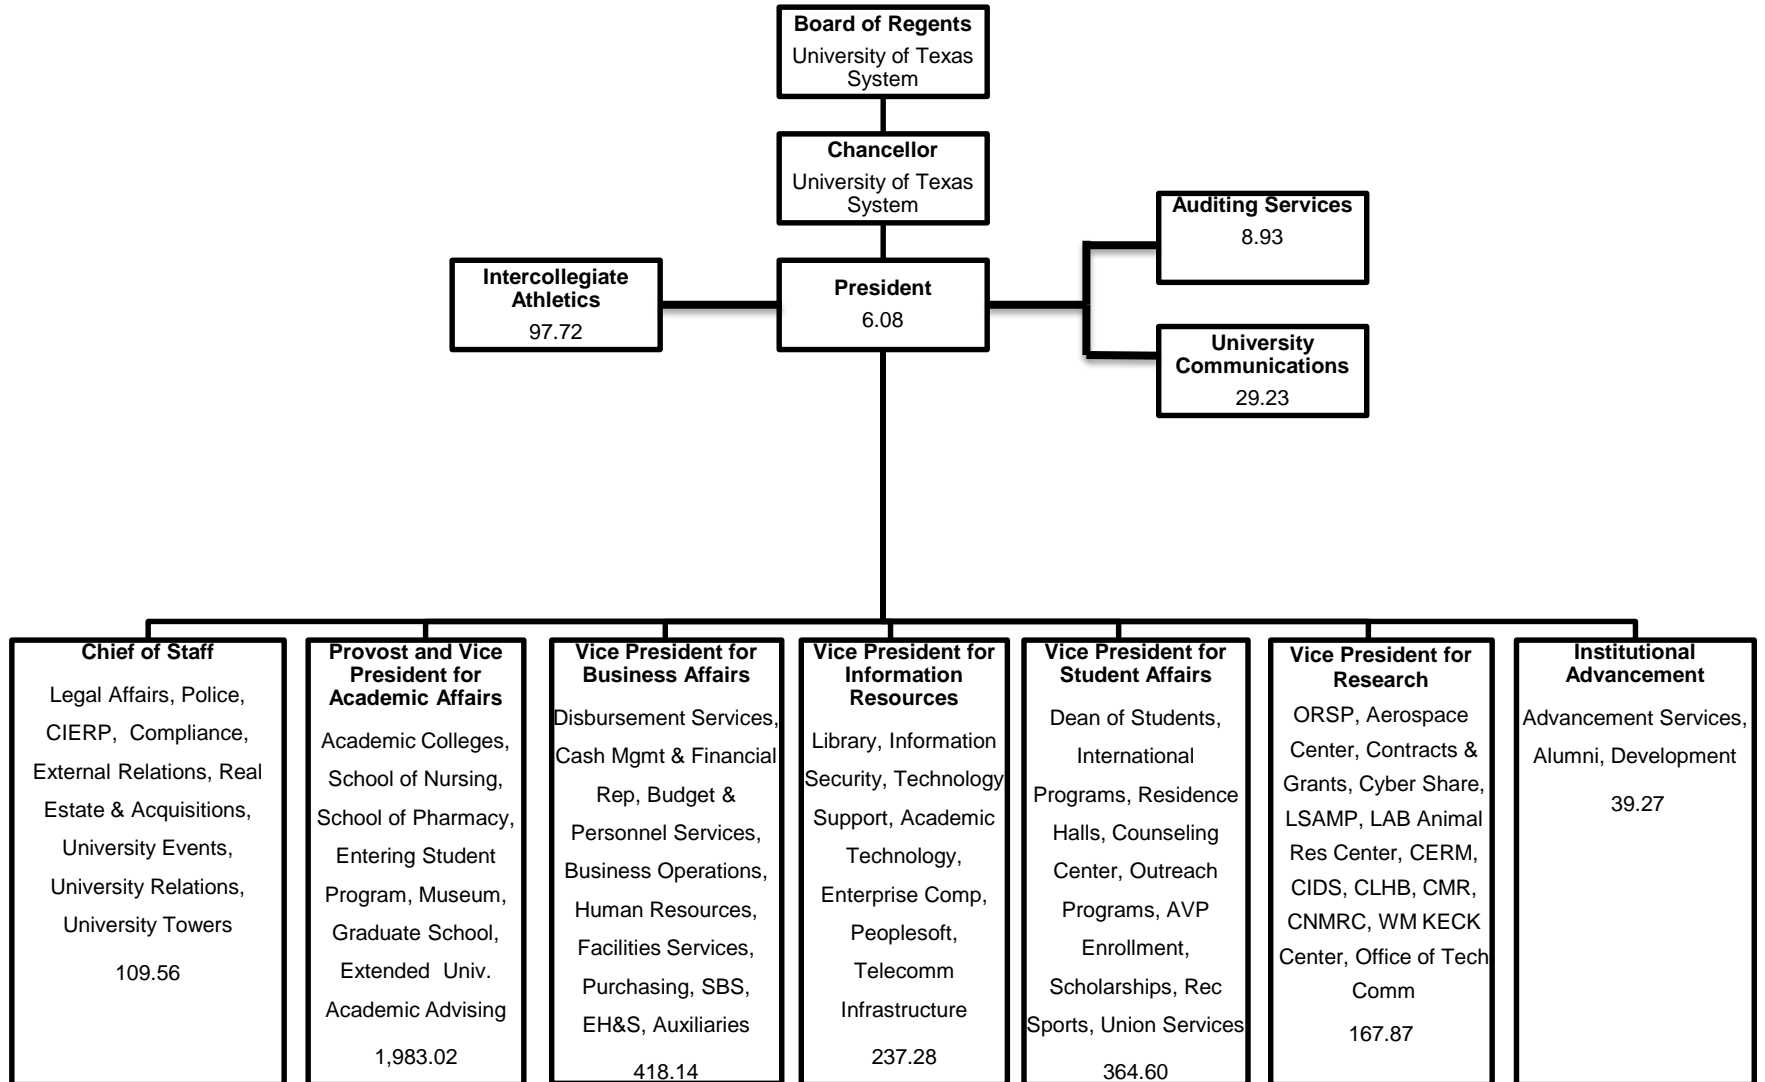 Board of Regents
University of Texas
System
Chancellor
University of Texas
System
Auditing Services
8.93
Intercollegiate
Athletics
97.72
President
6.08
University
Communications
29.23
Chief of Staff
Legal Affairs, Police,
CIERP, Compliance,
External Relations, Real
Estate & Acquisitions,
University Events,
University Relations,
University Towers
109.56
Provost and Vice
President for
Academic Affairs
Academic Colleges,
School of Nursing,
School of Pharmacy,
Entering Student
Program, Museum,
Graduate School,
Extended Univ.
Academic Advising
1,983.02
Vice President for
Business Affairs
Disbursement Services,
Cash Mgmt & Financial
Rep, Budget &
Personnel Services,
Business Operations,
Human Resources,
Facilities Services,
Purchasing, SBS,
EH&S, Auxiliaries
418.14
Vice President for
Information
Resources
Library, Information
Security, Technology
Support, Academic
Technology,
Enterprise Comp,
Peoplesoft,
Telecomm
Infrastructure
237.28
Vice President for
Student Affairs
Dean of Students,
International
Programs, Residence
Halls, Counseling
Center, Outreach
Programs, AVP
Enrollment,
Scholarships, Rec
Sports, Union Services
364.60
Vice President for
Research
ORSP, Aerospace
Center, Contracts &
Grants, Cyber Share,
LSAMP, LAB Animal
Res Center, CERM,
CIDS, CLHB, CMR,
CNMRC, WM KECK
Center, Office of Tech
Comm
167.87
Institutional
Advancement
Advancement Services,
Alumni, Development
39.27